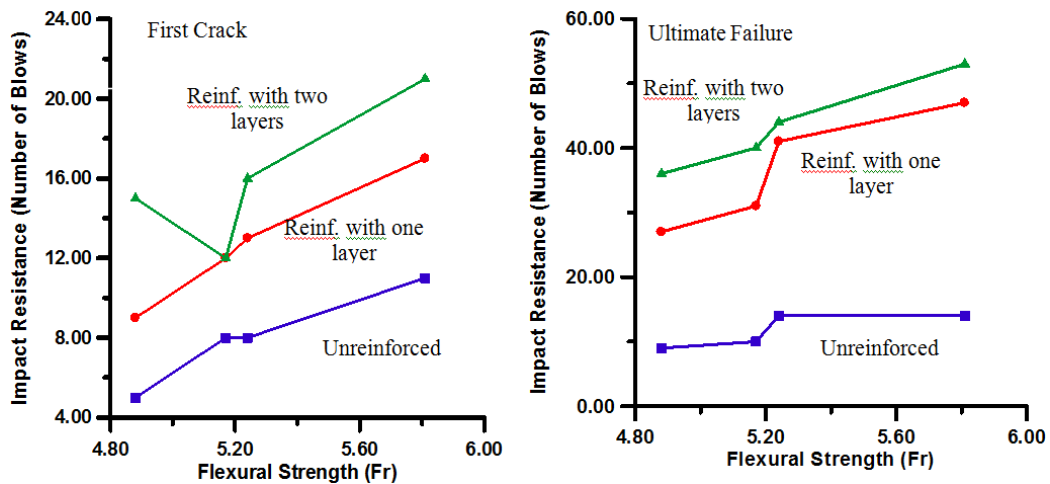 First Crack
24.00
20.00
16.00
12.00
8.00
4.00
Impact Resistance (Number of Blows)
Reinf. with two
layers
Reinf. with one
layer
Unreinforced
4.80
5.20
5.60
6.00
Flexural Strength (Fr)
Ultimate Failure
60.00
40.00
20.00
0.00
Impact Resistance (Number of Blows)
Reinf. with two
layers
Reinf. with one
layer
Unreinforced
4.80
5.20
5.60
6.00
Flexural Strength (Fr)